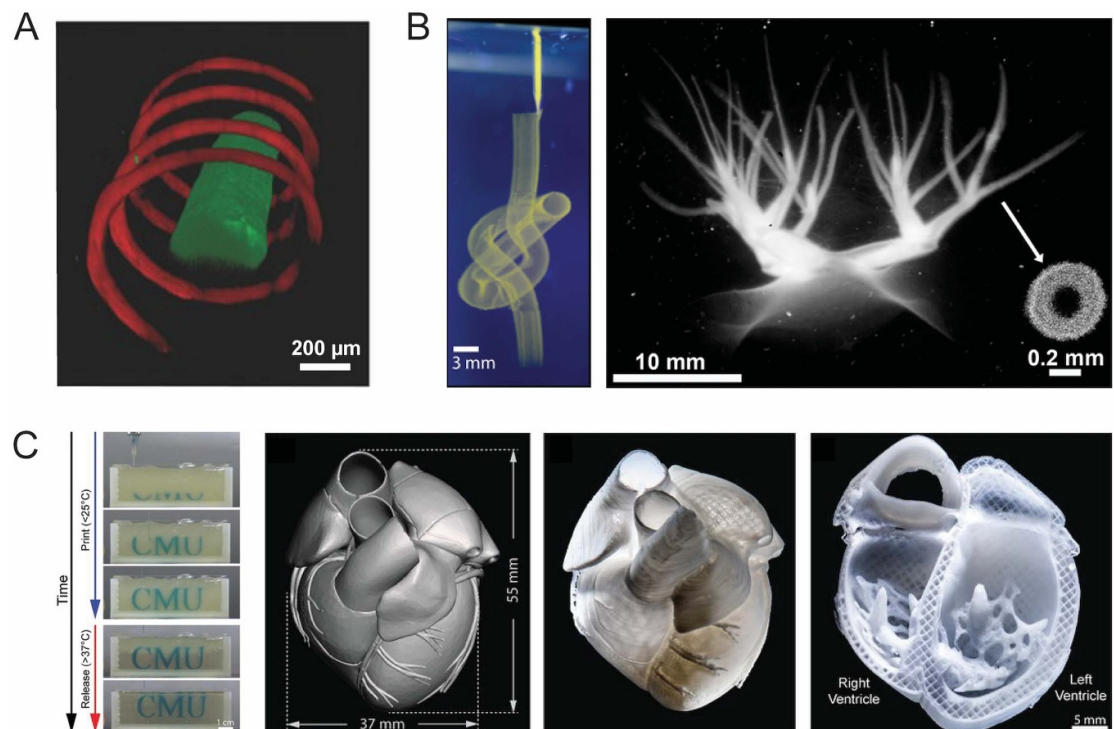 A
200 µm
B
3 mm
10 mm
0.2 mm
C
Time
Print (<25°C)
Release (>37°C)
CMU
CMU
CMU
CMU
CMU
1 cm
55 mm
37 mm
Right
Ventricle
Left
Ventricle
5 mm